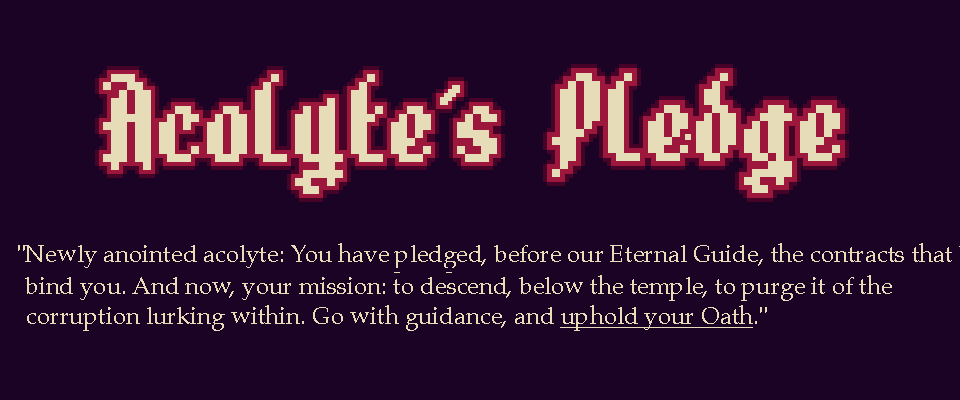 Acolyte's Pledge
"Newly anointed acolyte: You have pledged, before our Eternal Guide, the contracts that
bind you. And now, your mission: to descend, below the temple, to purge it of the
corruption lurking within. Go with guidance, and uphold your Oath."